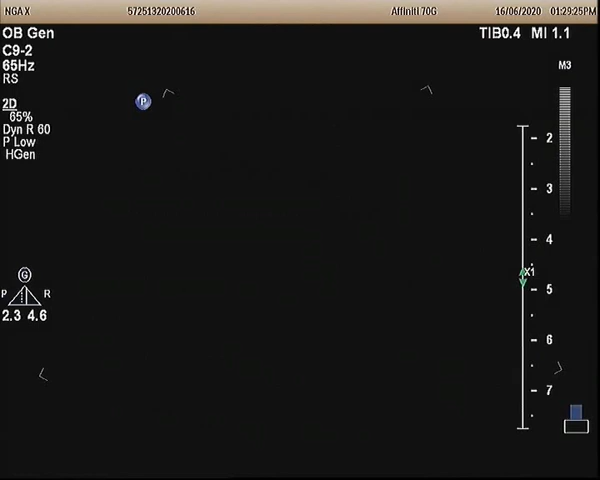 NGA X 57251320200616 Affiniti 70G 16/06/2020 01:29:25PM
OB Gen TIB0.4 MI 1.1
C9-2
65Hz
RS
M3
P
2D
65%
Dyn R 60
P Low
HGen
2
3
4
X1
5
6
7
G
P R
2.3 4.6